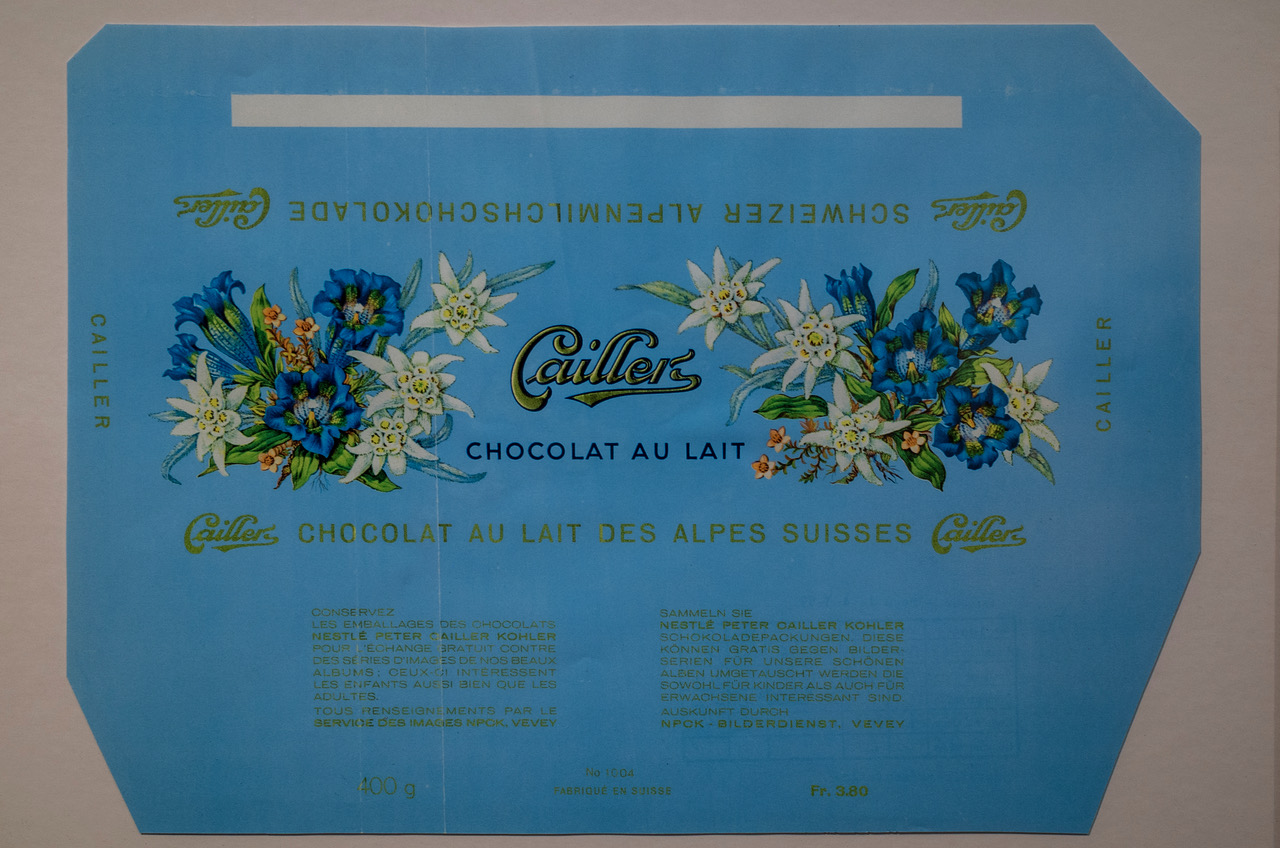 Cailler SCHWEIZER ALPENMILCHSCHOKOLADE Cailler
CAILLER
CAILLER
Cailler
CHOCOLAT AU LAIT
Cailler CHOCOLAT AU LAIT DES ALPES SUISSES Cailler
CONSERVEZ
LES EMBALLAGES DES CHOCOLATS
NESTLÉ PETER CAILLER KOHLER
POUR L'ÉCHANGE GRATUIT CONTRE
DES SÉRIES D'IMAGES DE NOS BEAUX
ALBUMS; CEUX-CI INTÉRESSENT
LES ENFANTS AUSSI BIEN QUE LES
ADULTES.
TOUS RENSEIGNEMENTS PAR LE
SERVICE DES IMAGES NPCK, VEVEY
SAMMELN SIE
NESTLÉ PETER CAILLER KOHLER
SCHOKOLADEPACKUNGEN. DIESE
KÖNNEN GRATIS GEGEN BILDER-
SERIEN FÜR UNSERE SCHÖNEN
ALBEN UMGETAUSCHT WERDEN DIE
SOWOHL FÜR KINDER ALS AUCH FÜR
ERWACHSENE INTERESSANT SIND
AUSKUNFT DURCH
NPCK-BILDERDIENST, VEVEY
400 g
No 1604
FABRIQUÉ EN SUISSE
Fr. 3.80